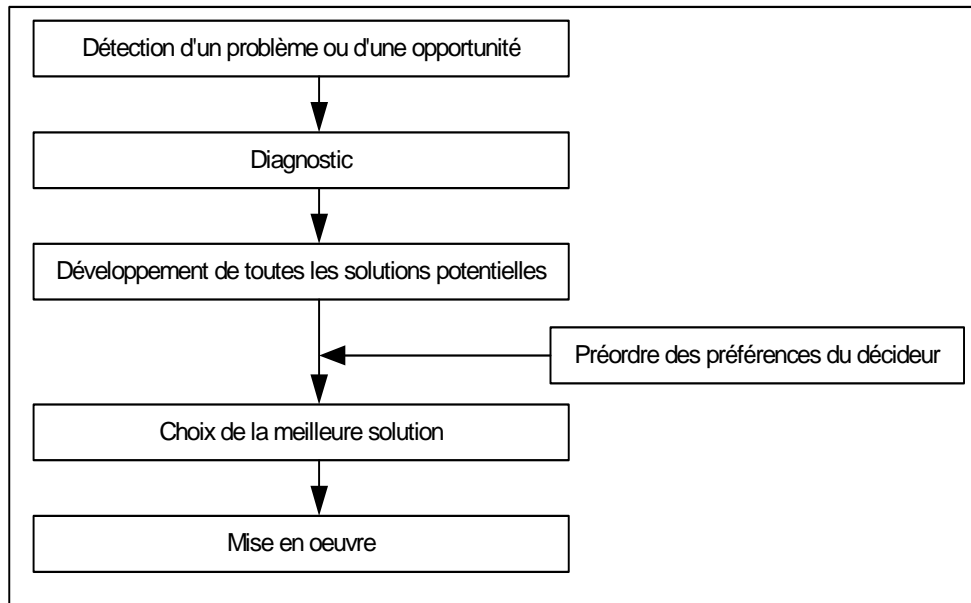 Détection d'un problème ou d'une opportunité
Diagnostic
Développement de toutes les solutions potentielles
Préordre des préférences du décideur
Choix de la meilleure solution
Mise en oeuvre